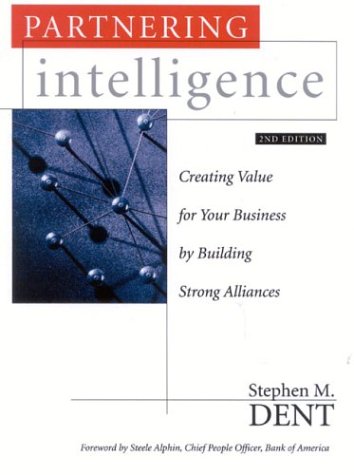 PARTNERING
intelligence
2ND EDITION
Creating Value
for Your Business
by Building
Strong Alliances
Stephen M.
DENT
Foreword by Steele Alphin, Chief People Officer, Bank of America